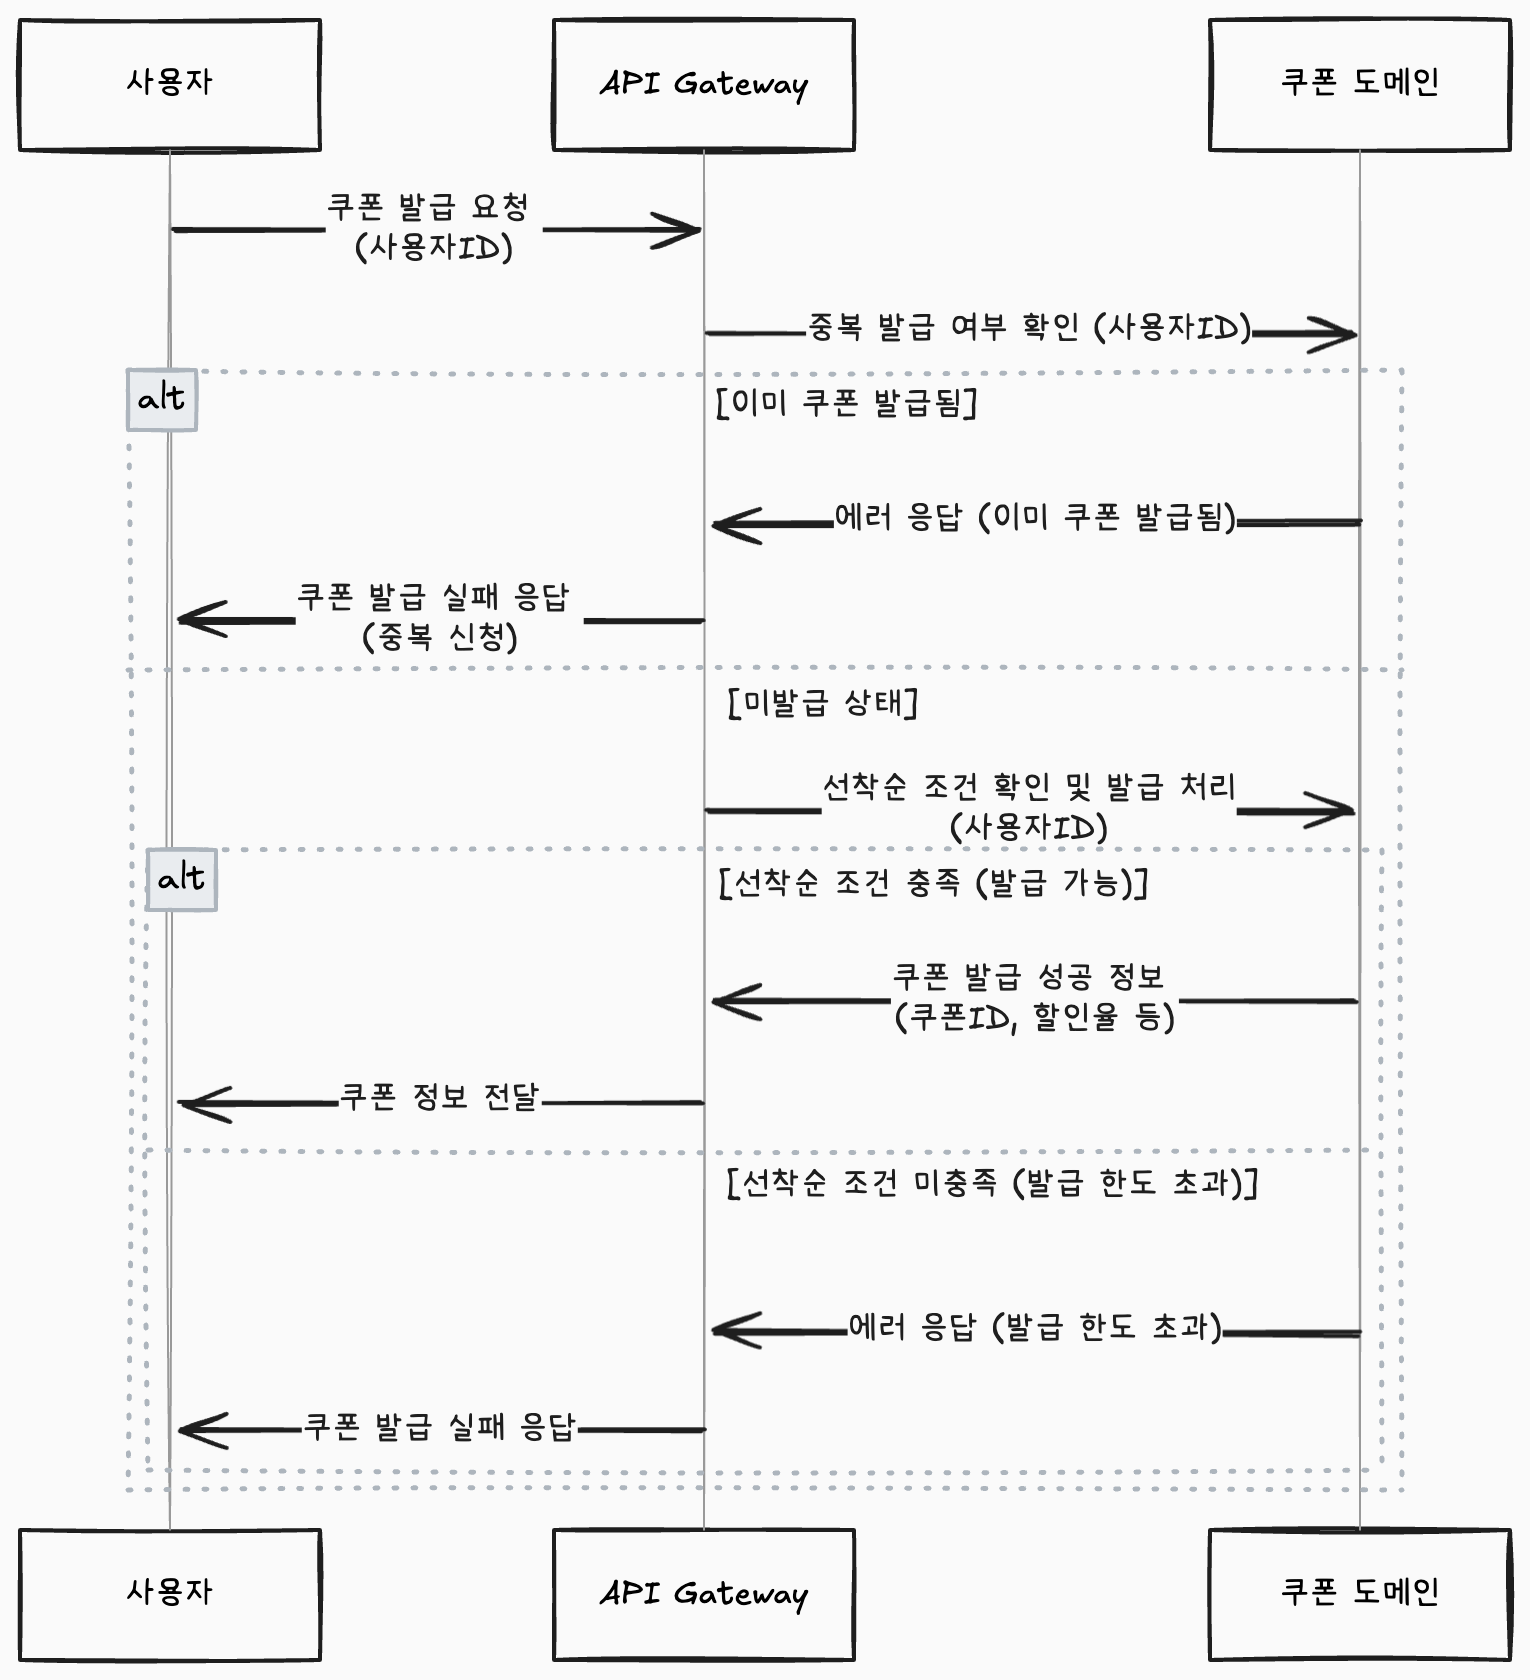 사용자
API Gateway
쿠폰 도메인
쿠폰 발급 요청
(사용자ID)
중복 발급 여부 확인 (사용자ID)
alt
[이미 쿠폰 발급됨]
에러 응답 (이미 쿠폰 발급됨)
쿠폰 발급 실패 응답
(중복 신청)
[미발급 상태]
선착순 조건 확인 및 발급 처리
(사용자ID)
alt
[선착순 조건 충족 (발급 가능)]
쿠폰 발급 성공 정보
(쿠폰ID, 할인율 등)
쿠폰 정보 전달
[선착순 조건 미충족 (발급 한도 초과)]
에러 응답 (발급 한도 초과)
쿠폰 발급 실패 응답
사용자
API Gateway
쿠폰 도메인